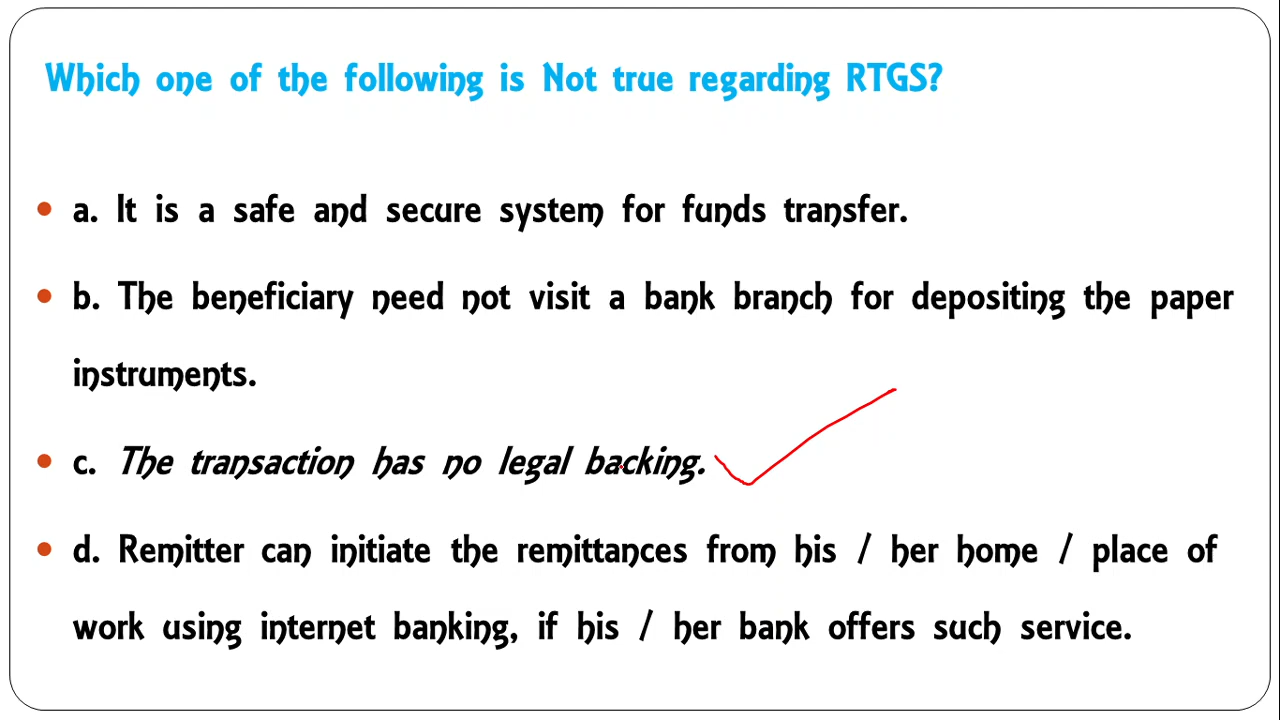 Which one of the following is Not true regarding RTGS?
a. It is a safe and secure system for funds transfer.
b. The beneficiary need not visit a bank branch for depositing the paper
instruments.
c. The transaction has no legal backing.
d. Remitter can initiate the remittances from his / her home / place of
work using internet banking, if his / her bank offers such service.